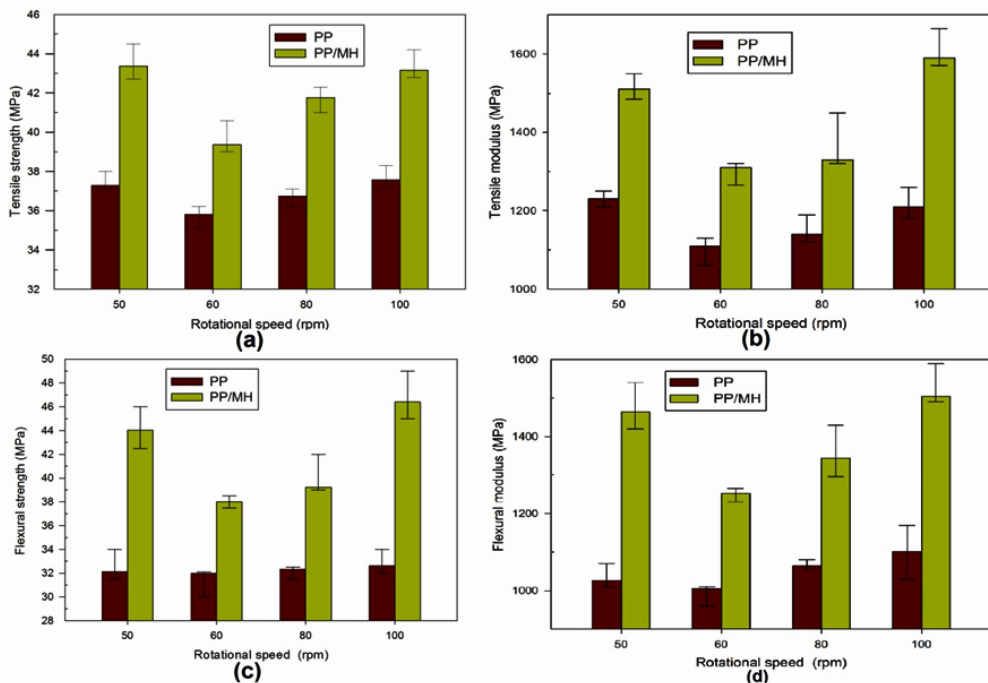 46
44
42
40
38
36
34
32
Tensile strength (MPa)
PP
PP/MH
50 60 80 100
Rotational speed (rpm)
(a)
1600
1400
1200
1000
Tensile modulus (MPa)
PP
PP/MH
50 60 80 100
Rotational speed (rpm)
(b)
50
48
46
44
42
40
38
36
34
32
30
28
Flexural strength (MPa)
PP
PP/MH
50 60 80 100
Rotational speed (rpm)
(c)
1600
1400
1200
1000
Flexural modulus (MPa)
PP
PP/MH
50 60 80 100
Rotational speed (rpm)
(d)